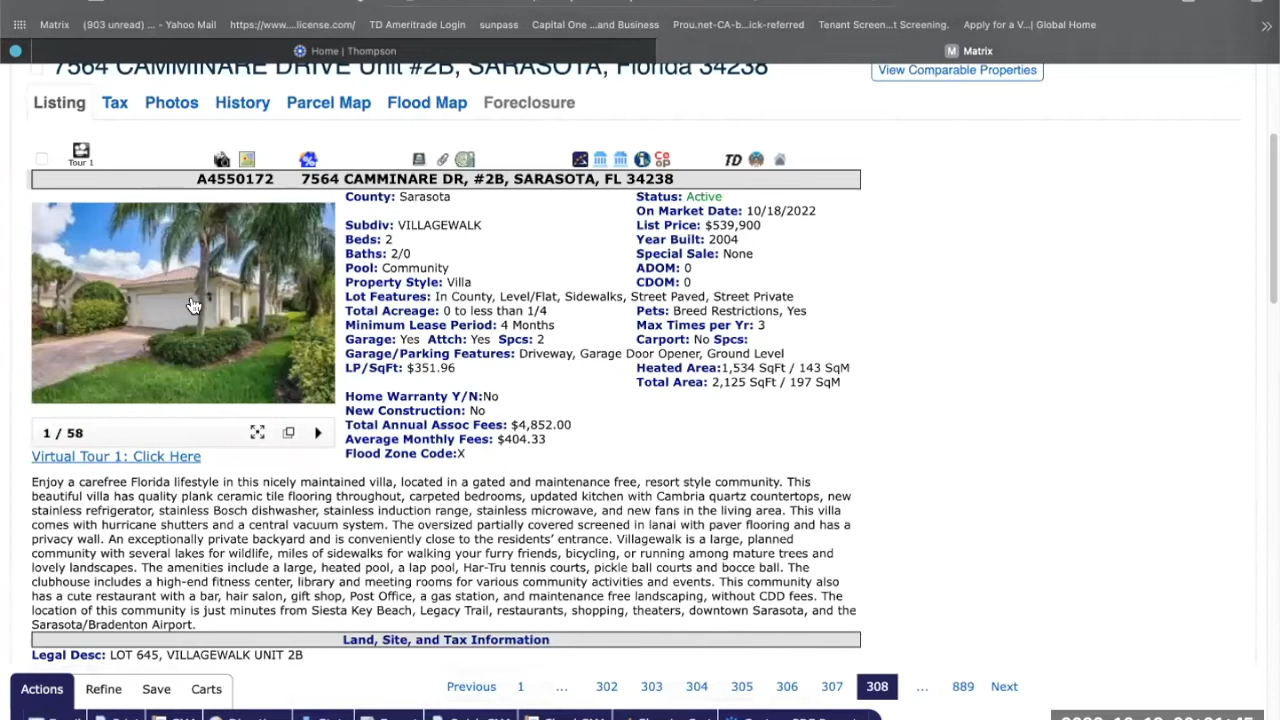 Matrix (903 unread) ... - Yahoo Mail https://www....license.com/ TD Ameritrade Login sunpass Capital One ...and Business Prou.net-CA-b...ick-referred Tenant Screen...t Screening. Apply for a V...| Global Home
Home | Thompson
Matrix
7564 CAMMINARE DRIVE Unit #2B, SARASOTA, Florida 34238
View Comparable Properties
Listing Tax Photos History Parcel Map Flood Map Foreclosure
Tour 1
TD
A4550172 7564 CAMMINARE DR, #2B, SARASOTA, FL 34238
County: Sarasota
Status: Active
On Market Date: 10/18/2022
Subdiv: VILLAGEWALK
List Price: $539,900
Beds: 2
Year Built: 2004
Baths: 2/0
Special Sale: None
Pool: Community
ADOM: 0
Property Style: Villa
CDOM: 0
Lot Features: In County, Level/Flat, Sidewalks, Street Paved, Street Private
Total Acreage: 0 to less than 1/4
Pets: Breed Restrictions, Yes
Minimum Lease Period: 4 Months
Max Times per Yr: 3
Garage: Yes Attch: Yes Spcs: 2
Carport: No Spcs:
Garage/Parking Features: Driveway, Garage Door Opener, Ground Level
LP/SqFt: $351.96
Heated Area:1,534 SqFt / 143 SqM
Total Area: 2,125 SqFt / 197 SqM
Home Warranty Y/N:No
New Construction: No
Total Annual Assoc Fees: $4,852.00
Average Monthly Fees: $404.33
Flood Zone Code:X
1 / 58
Virtual Tour 1: Click Here
Enjoy a carefree Florida lifestyle in this nicely maintained villa, located in a gated and maintenance free, resort style community. This
beautiful villa has quality plank ceramic tile flooring throughout, carpeted bedrooms, updated kitchen with Cambria quartz countertops, new
stainless refrigerator, stainless Bosch dishwasher, stainless induction range, stainless microwave, and new fans in the living area. This villa
comes with hurricane shutters and a central vacuum system. The oversized partially covered screened in lanai with paver flooring and has a
privacy wall. An exceptionally private backyard and is conveniently close to the residents' entrance. Villagewalk is a large, planned
community with several lakes for wildlife, miles of sidewalks for walking your furry friends, bicycling, or running among mature trees and
lovely landscapes. The amenities include a large, heated pool, a lap pool, Har-Tru tennis courts, pickle ball courts and bocce ball. The
clubhouse includes a high-end fitness center, library and meeting rooms for various community activities and events. This community also
has a cute restaurant with a bar, hair salon, gift shop, Post Office, a gas station, and maintenance free landscaping, without CDD fees. The
location of this community is just minutes from Siesta Key Beach, Legacy Trail, restaurants, shopping, theaters, downtown Sarasota, and the
Sarasota/Bradenton Airport.
Land, Site, and Tax Information
Legal Desc: LOT 645, VILLAGEWALK UNIT 2B
Actions Refine Save Carts
Previous 1 ... 302 303 304 305 306 307 308 ... 889 Next